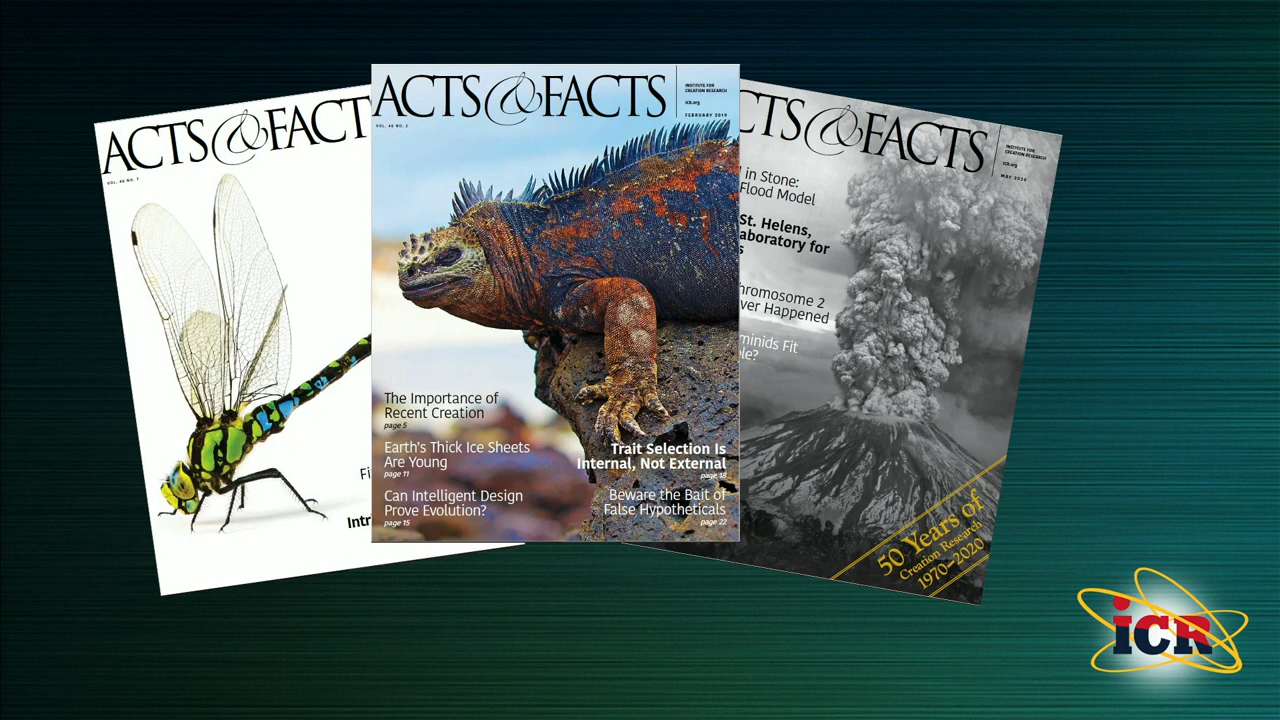 ACTS & FACT
VOL. 48 NO. 7
Fi
Intr
ACTS & FACTS
INSTITUTE FOR
CREATION RESEARCH
icr.org
FEBRUARY 2019
VOL. 48 NO. 2
The Importance of
Recent Creation
page 5
Earth's Thick Ice Sheets
Are Young
page 11
Can Intelligent Design
Prove Evolution?
page 15
Trait Selection Is
Internal, Not External
page 18
Beware the Bait of
False Hypotheticals
page 22
CTS & FACTS
INSTITUTE FOR
CREATION RESEARCH
icr.org
MAY 2020
in Stone:
Flood Model
St. Helens,
aboratory for
s
hromosome 2
ver Happened
minids Fit
le?
50 Years of
Creation Research
1970–2020
iCR